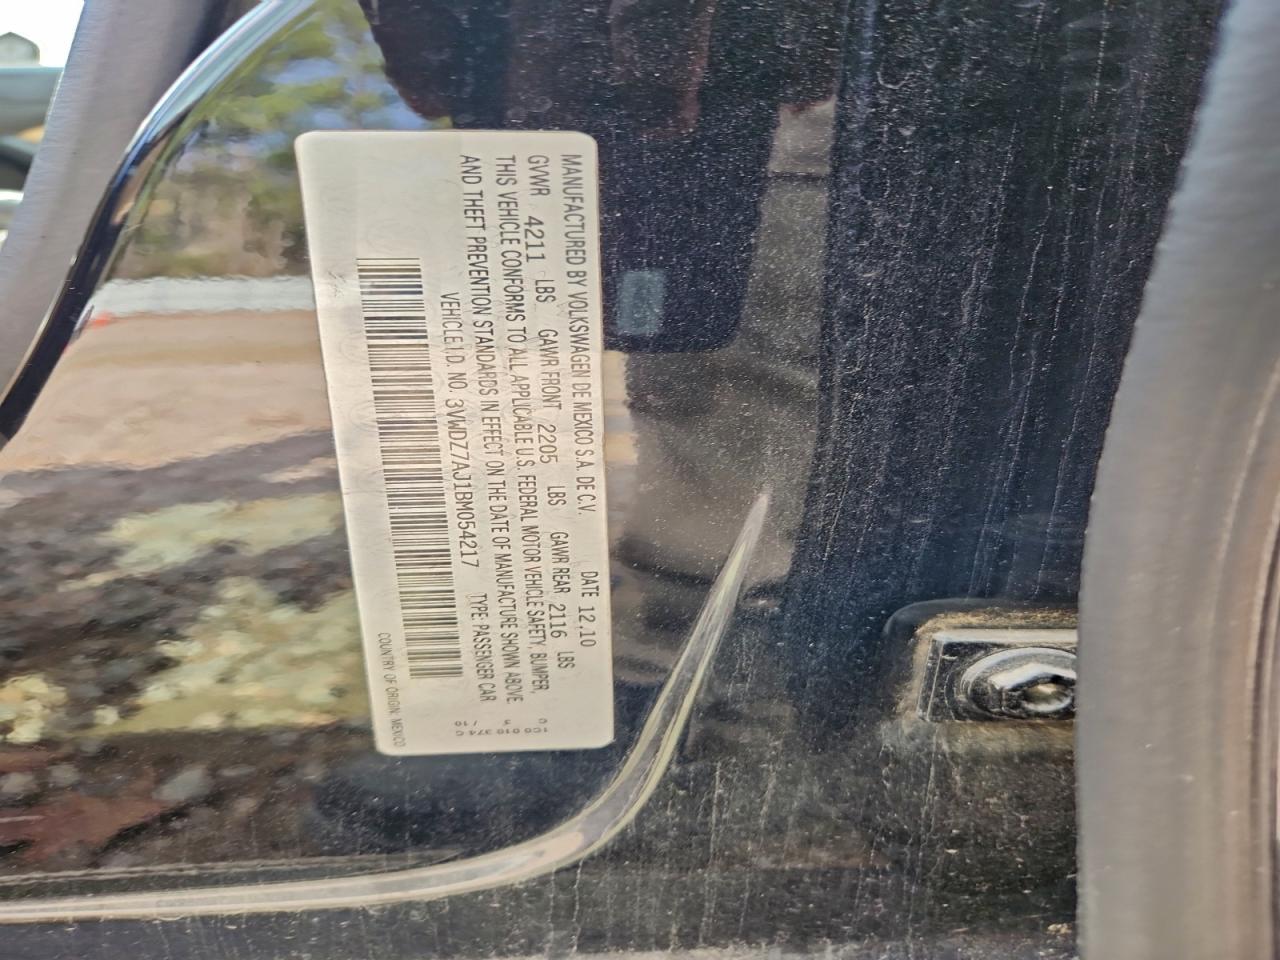 MANUFACTURED BY VOLKSWAGEN DE MEXICO S.A. DE C.V. DATE 12.10
GVWR 4211 LBS GAWR FRONT 2205 LBS GAWR REAR 2116 LBS
THIS VEHICLE CONFORMS TO ALL APPLICABLE U.S. FEDERAL MOTOR VEHICLE SAFETY, BUMPER,
AND THEFT PREVENTION STANDARDS IN EFFECT ON THE DATE OF MANUFACTURE SHOWN ABOVE.
VEHICLE I.D. NO. 3VWDZ7AJ1BM054217 TYPE: PASSENGER CAR
COUNTRY OF ORIGIN: MEXICO